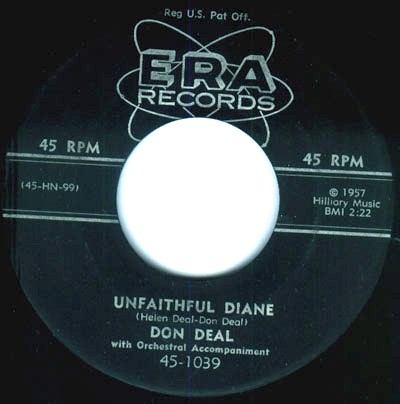 Reg U.S. Pat Off.
ERA
RECORDS
45 RPM
45 RPM
(45-HN-99)
© 1957
Hilliary Music
BMI 2:22
UNFAITHFUL DIANE
(Helen Deal-Don Deal)
DON DEAL
with Orchestral Accompaniment
45-1039